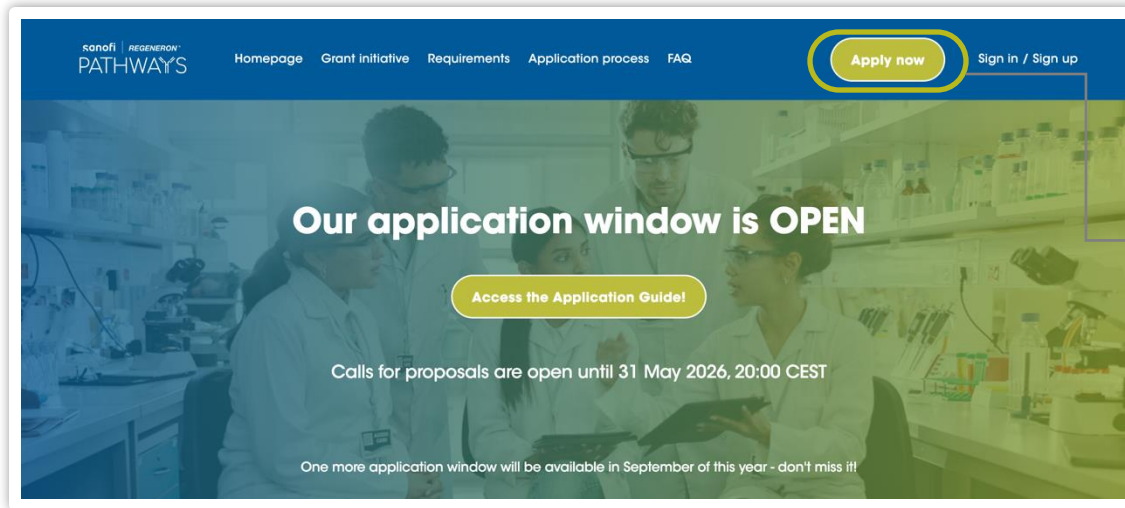 sanofi | REGENERON
PATHWAYS
Homepage Grant initiative Requirements Application process FAQ Apply now Sign in / Sign up
Our application window is OPEN
Access the Application Guide!
Calls for proposals are open until 31 May 2026, 20:00 CEST
One more application window will be available in September of this year - don't miss it!